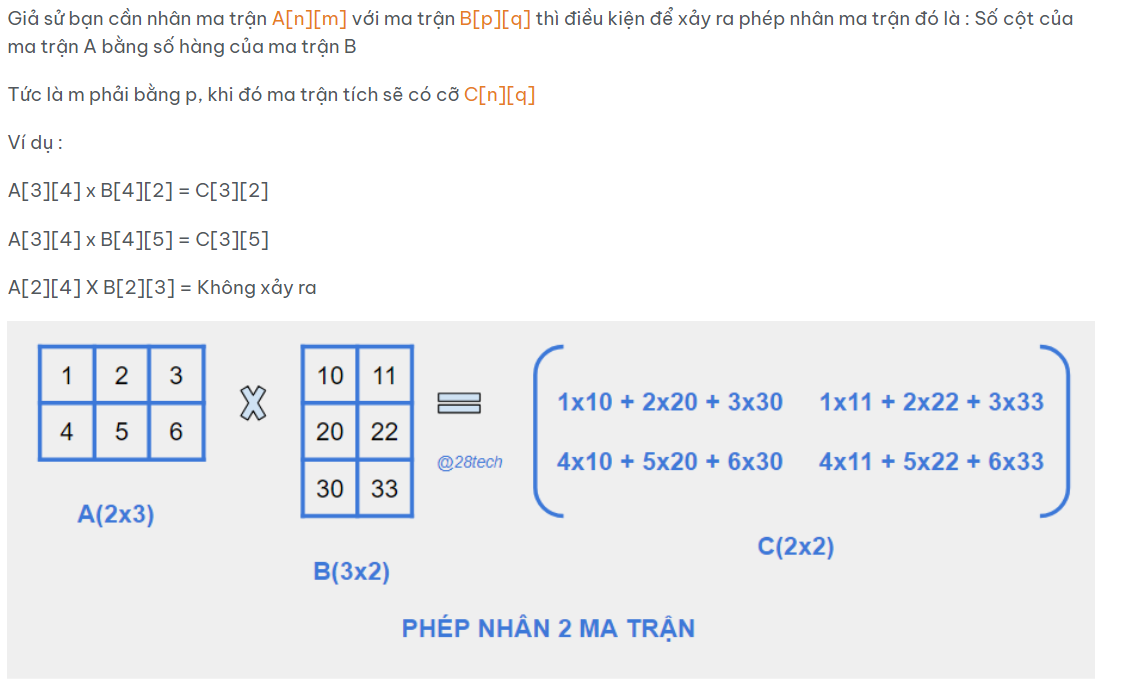 Giả sử bạn cần nhân ma trận A[n][m] với ma trận B[p][q] thì điều kiện để xảy ra phép nhân ma trận đó là : Số cột của
ma trận A bằng số hàng của ma trận B
Tức là m phải bằng p, khi đó ma trận tích sẽ có cỡ C[n][q]
Ví dụ :
A[3][4] x B[4][2] = C[3][2]
A[3][4] x B[4][5] = C[3][5]
A[2][4] X B[2][3] = Không xảy ra
1 2 3
4 5 6
A(2x3)
X
10 11
20 22
30 33
B(3x2)
=
@28tech
1x10 + 2x20 + 3x30 1x11 + 2x22 + 3x33
4x10 + 5x20 + 6x30 4x11 + 5x22 + 6x33
C(2x2)
PHÉP NHÂN 2 MA TRẬN